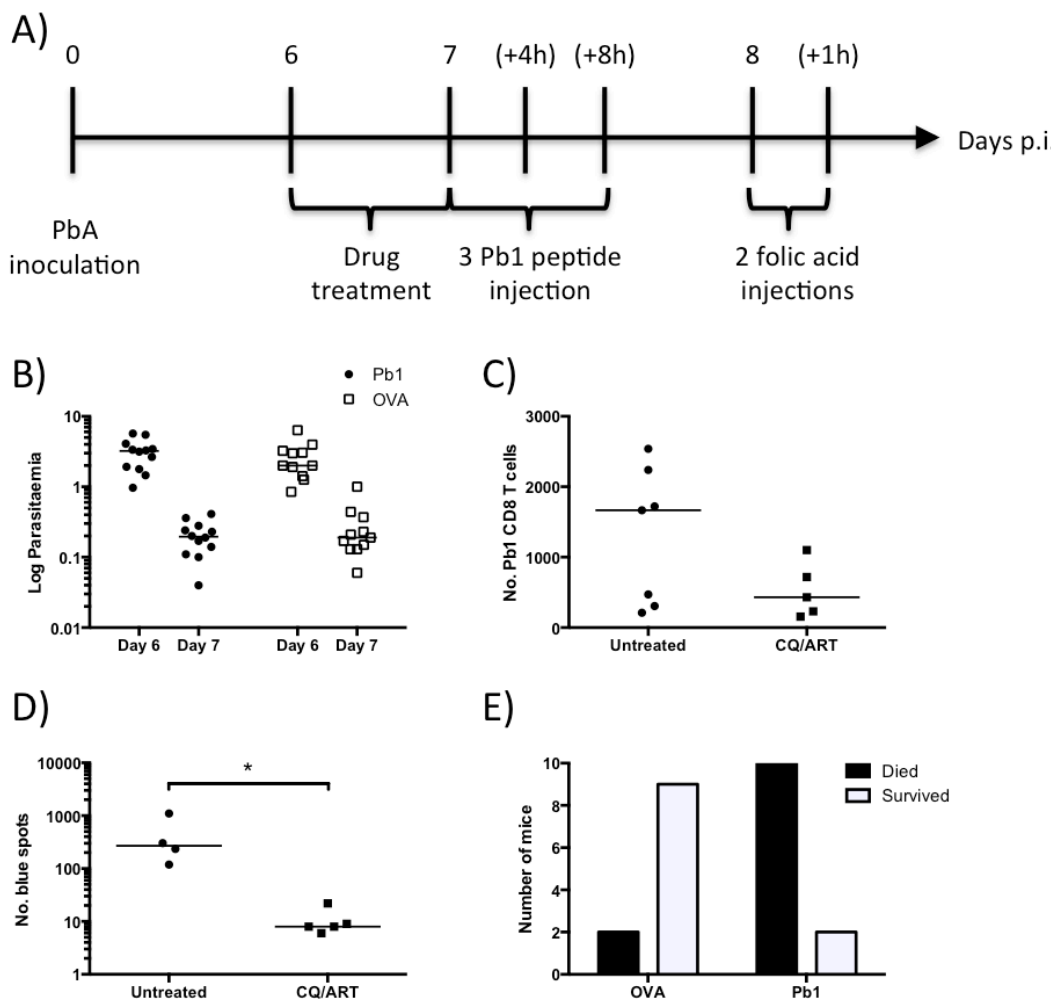 A)
0 6 7 (+4h) (+8h) 8 (+1h)
Days p.i.
PbA
inoculation
Drug
treatment
3 Pb1 peptide
injection
2 folic acid
injections
B)
Pb1
OVA
Log Parasitaemia
10
1
0.1
0.01
Day 6 Day 7 Day 6 Day 7
C)
No. Pb1 CD8 T cells
3000
2000
1000
0
Untreated CQ/ART
D)
No. blue spots
10000
1000
100
10
1
*
Untreated CQ/ART
E)
Number of mice
10
8
6
4
2
0
Died
Survived
OVA Pb1